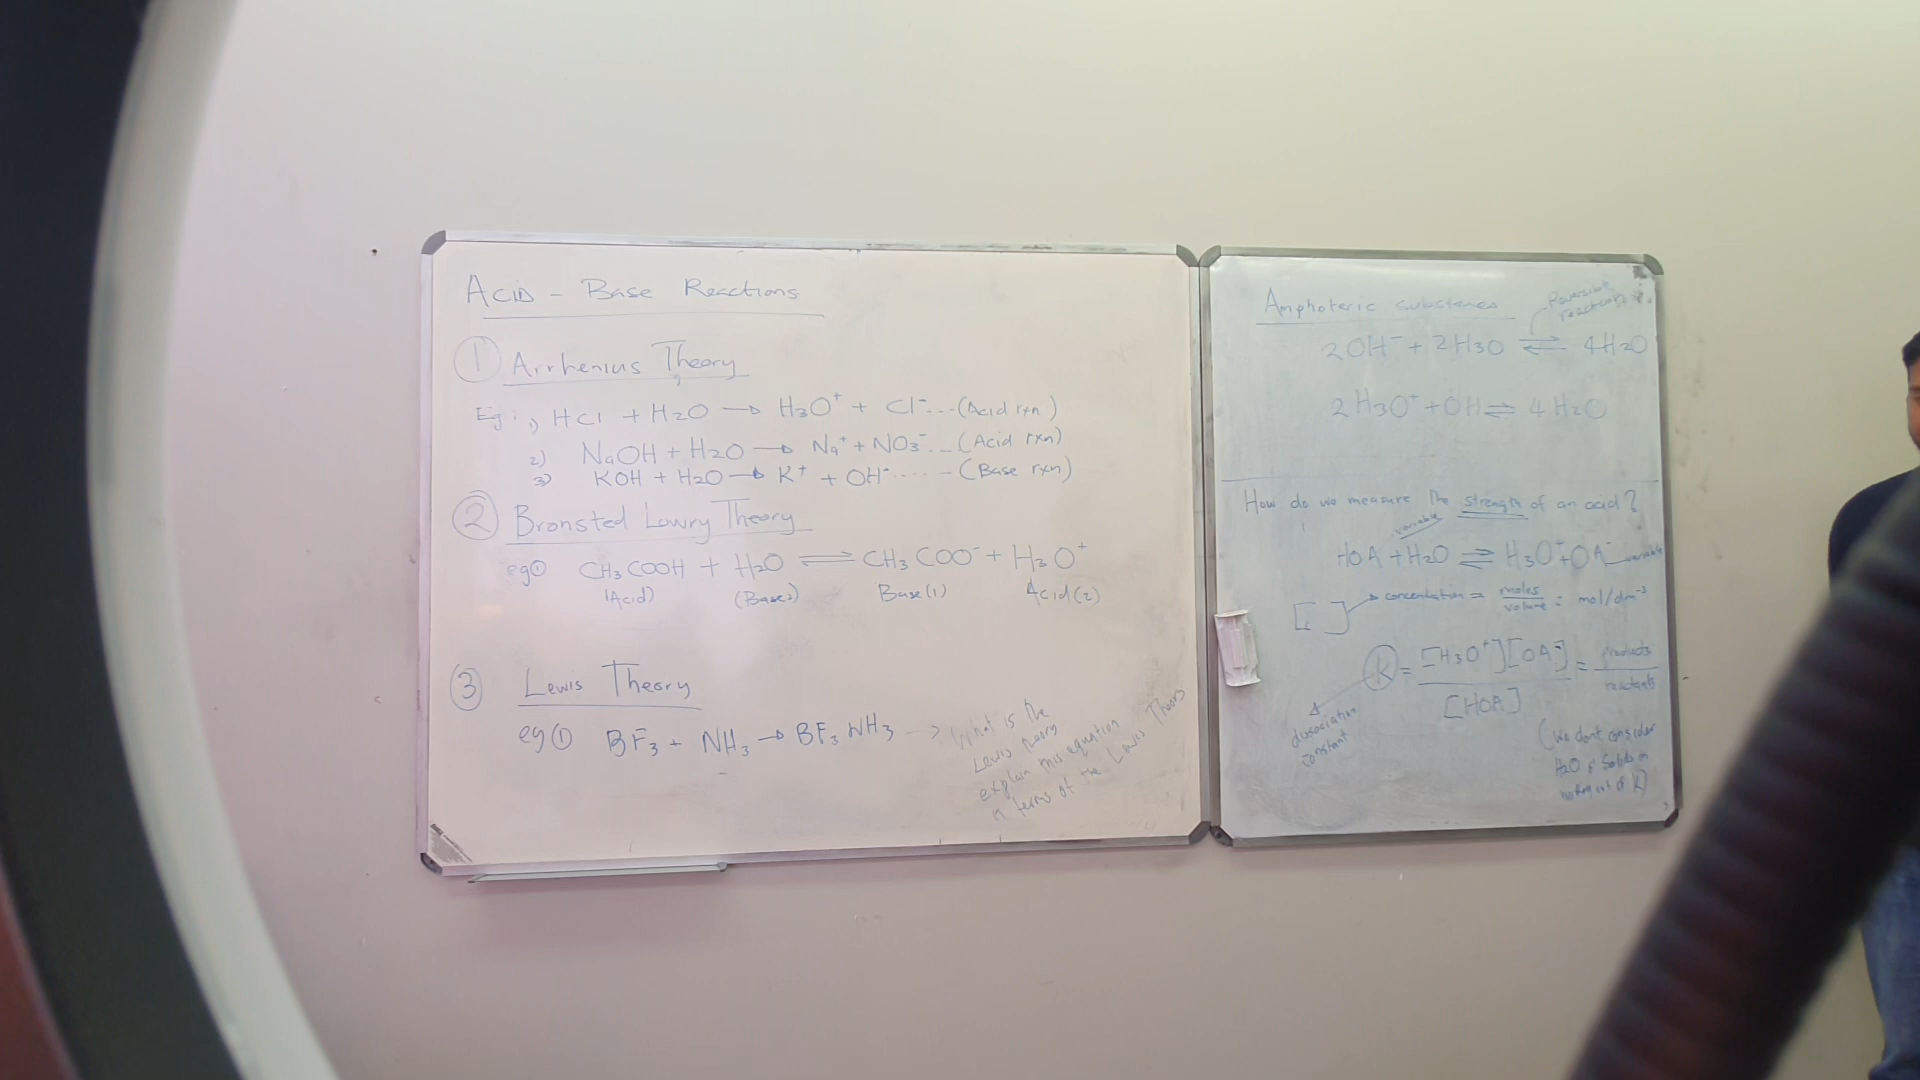 Acid - Base Reactions
① Arrhenius Theory
Eg: 1) HCl + H2O → H3O⁺ + Cl⁻...(Acid rxn)
2) NaOH + H2O → Na⁺ + NO3⁻...(Acid rxn)
3) KOH + H2O → K⁺ + OH⁻......(Base rxn)
② Bronsted Lowry Theory
eg① CH3COOH + H2O ⇌ CH3COO⁻ + H3O⁺
(Acid) (Base2) Base(1) Acid(2)
③ Lewis Theory
eg① BF3 + NH3 → BF3NH3 → What is the
Lewis theory
explain this equation
in terms of the Lewis Theory
Amphoteric substances
Reversible
reactions
2OH⁻ + 2H3O ⇌ 4H2O
2H3O⁺ + OH ⇌ 4H2O
How do we measure the strength of an acid?
variable
HOA + H2O ⇌ H3O⁺ + OA⁻ variable
[ ] → concentration = moles/volume = mol/dm⁻³
K = [H3O⁺][OA⁻]/[HOA] = products/reactants
dissociation
constant
(We dont consider
H2O & Solids in
of K)